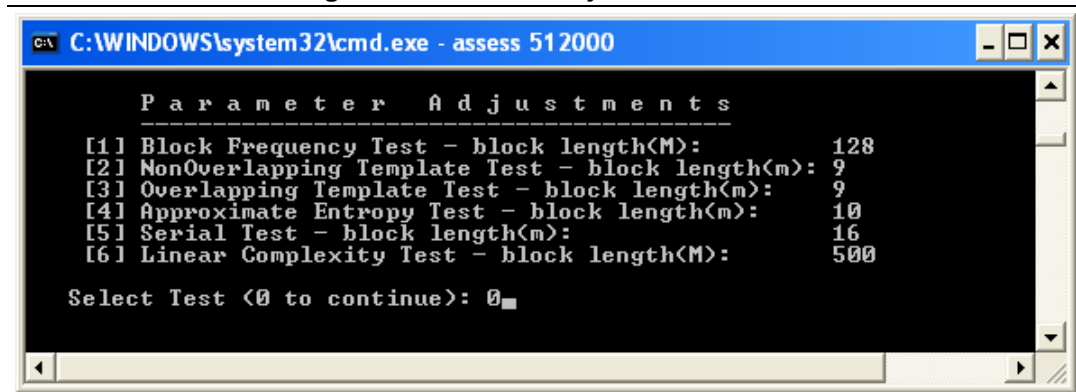 C:\WINDOWS\system32\cmd.exe - assess 512000
P a r a m e t e r   A d j u s t m e n t s
-----------------------------------------
[1] Block Frequency Test - block length(M): 128
[2] NonOverlapping Template Test - block length(m): 9
[3] Overlapping Template Test - block length(m): 9
[4] Approximate Entropy Test - block length(m): 10
[5] Serial Test - block length(m): 16
[6] Linear Complexity Test - block length(M): 500
Select Test (0 to continue): 0